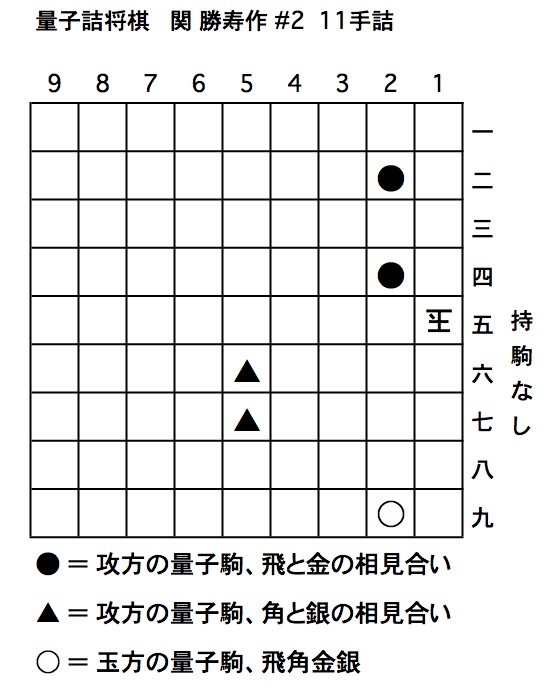 量子詰将棋 関 勝寿作 #2 11手詰
9 8 7 6 5 4 3 2 1
一
二
三
四
王 五
六
七
八
九
持駒なし
● = 攻方の量子駒、飛と金の相見合い
▲ = 攻方の量子駒、角と銀の相見合い
○ = 玉方の量子駒、飛角金銀